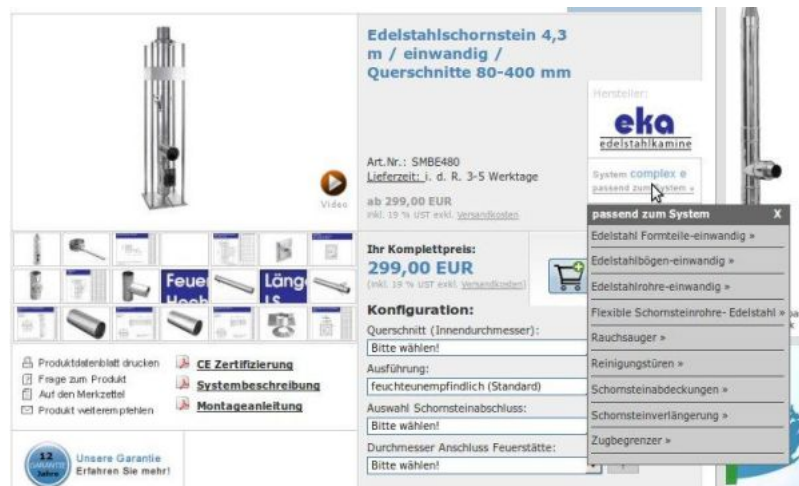 Edelstahlschornstein 4,3
m / einwandig /
Querschnitte 80-400 mm
Hersteller:
eka
edelstahlkamine
System complex e
passend zum System »
Art.Nr.: SMBE480
Lieferzeit: i. d. R. 3-5 Werktage
Video
ab 299,00 EUR
inkl. 19 % UST exkl. Versandkosten
passend zum System X
Edelstahl Formteile-einwandig »
Edelstahlbögen-einwandig »
Edelstahlrohre-einwandig »
Flexible Schornsteinrohre- Edelstahl »
Rauchsauger »
Reinigungstüren »
Schornsteinabdeckungen »
Schornsteinverlängerung »
Zugbegrenzer »
Ihr Komplettpreis:
299,00 EUR
(inkl. 19 % UST exkl. Versandkosten)
Feuer
Läng
LS
Konfiguration:
Querschnitt (Innendurchmesser):
Bitte wählen!
Ausführung:
feuchteunempfindlich (Standard)
Auswahl Schornsteinabschluss:
Bitte wählen!
Durchmesser Anschluss Feuerstätte:
Bitte wählen!
Produktdatenblatt drucken
Frage zum Produkt
Auf den Merkzettel
Produkt weiterempfehlen
CE Zertifizierung
Systembeschreibung
Montageanleitung
12
GARANTIE
Jahre
Unsere Garantie
Erfahren Sie mehr!